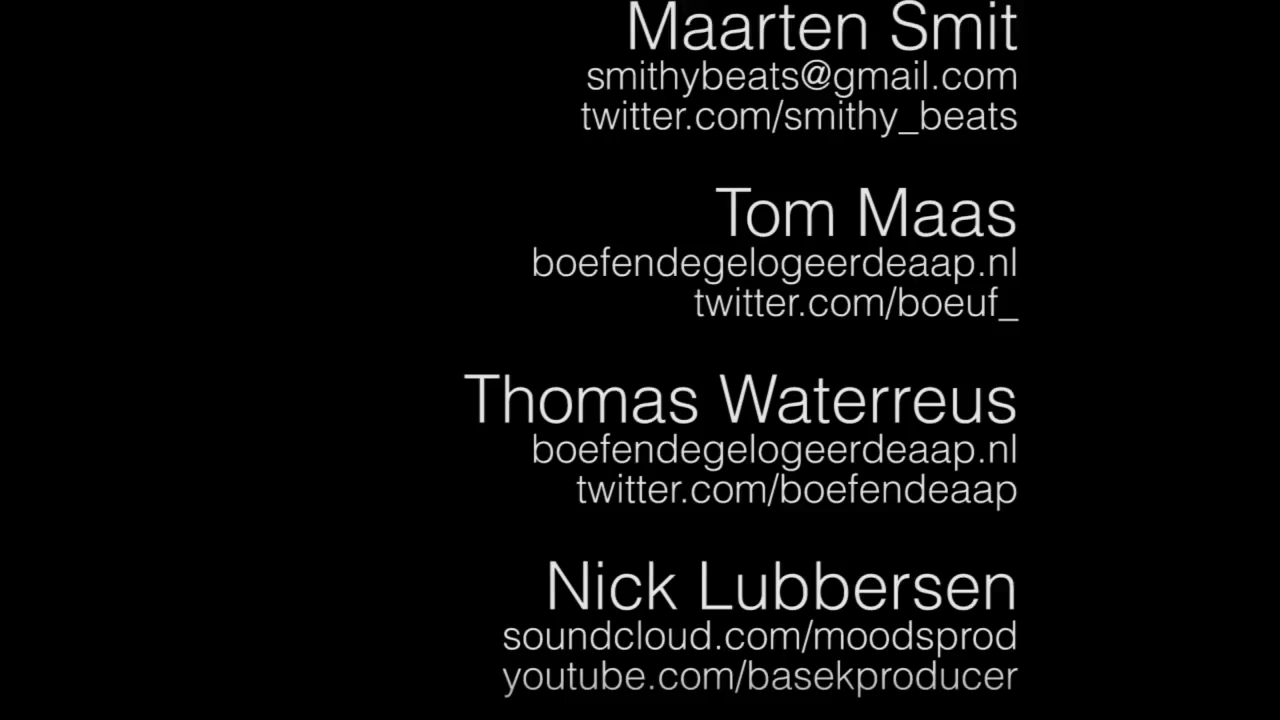 Maarten Smit
smithybeats@gmail.com
twitter.com/smithy_beats
Tom Maas
boefendegelogeerdeaap.nl
twitter.com/boeuf_
Thomas Waterreus
boefendegelogeerdeaap.nl
twitter.com/boefendeaap
Nick Lubbersen
soundcloud.com/moodsprod
youtube.com/basekproducer